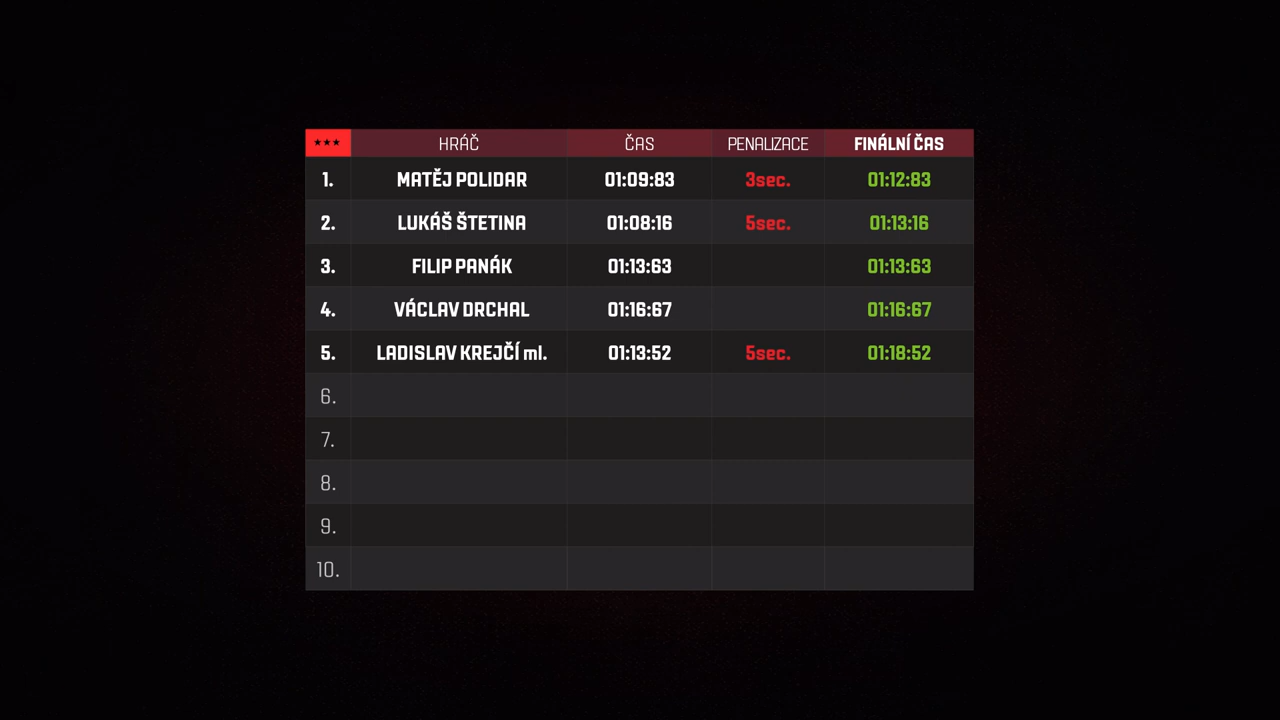 *** HRÁČ ČAS PENALIZACE FINÁLNÍ ČAS
1. MATĚJ POLIDAR 01:09:83 3sec. 01:12:83
2. LUKÁŠ ŠTETINA 01:08:16 5sec. 01:13:16
3. FILIP PANÁK 01:13:63 01:13:63
4. VÁCLAV DRCHAL 01:16:67 01:16:67
5. LADISLAV KREJČÍ ml. 01:13:52 5sec. 01:18:52
6.
7.
8.
9.
10.